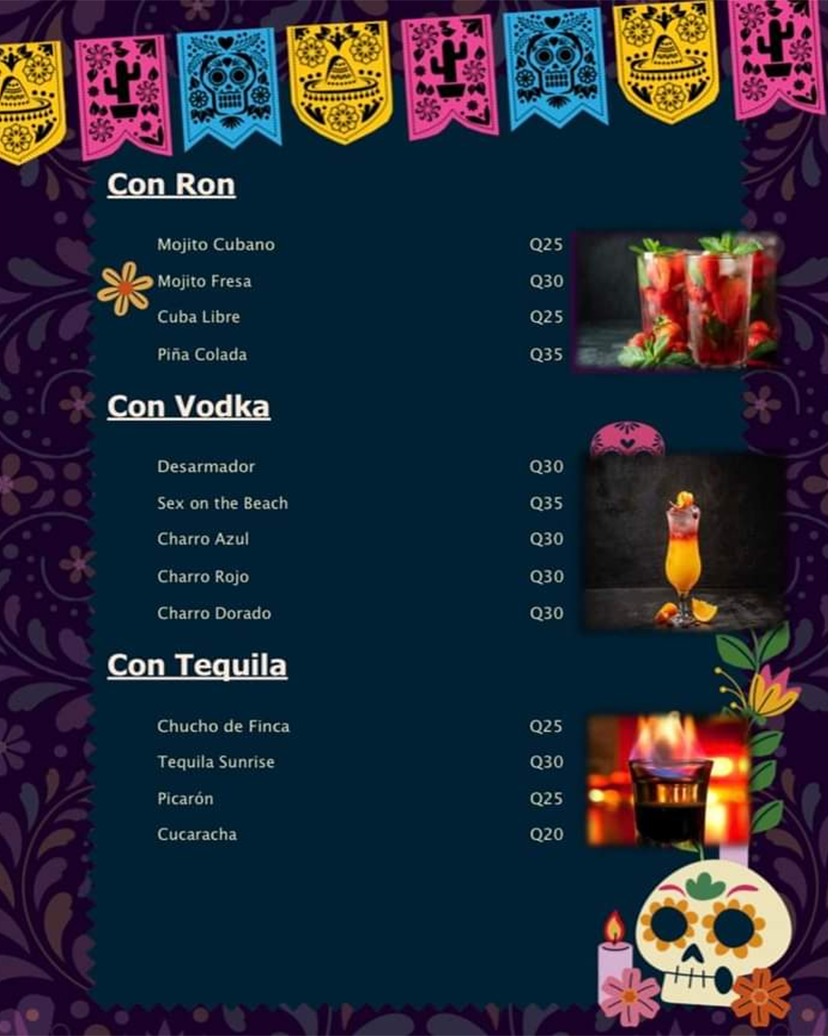 Con Ron
Mojito Cubano Q25
Mojito Fresa Q30
Cuba Libre Q25
Piña Colada Q35
Con Vodka
Desarmador Q30
Sex on the Beach Q35
Charro Azul Q30
Charro Rojo Q30
Charro Dorado Q30
Con Tequila
Chucho de Finca Q25
Tequila Sunrise Q30
Picarón Q25
Cucaracha Q20